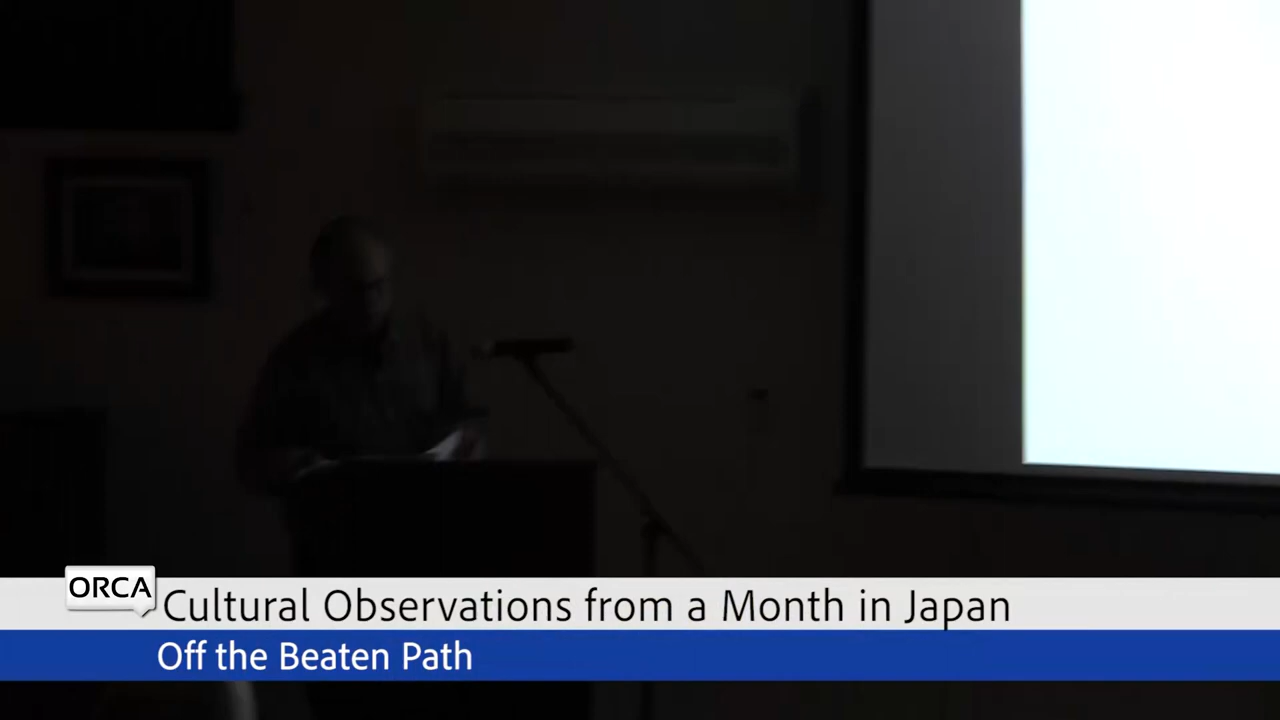 ORCA
Cultural Observations from a Month in Japan
Off the Beaten Path